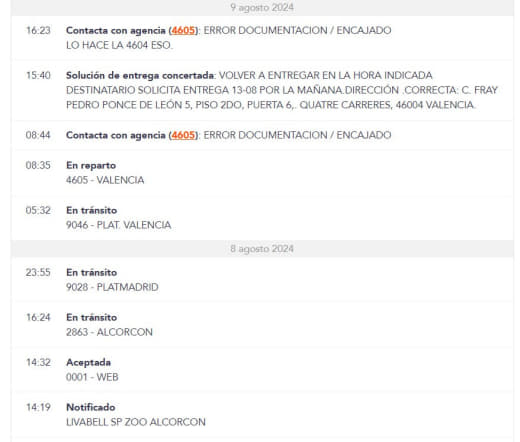 9 agosto 2024
16:23 Contacta con agencia (4605): ERROR DOCUMENTACION / ENCAJADO
LO HACE LA 4604 ESO.
15:40 Solución de entrega concertada: VOLVER A ENTREGAR EN LA HORA INDICADA
DESTINATARIO SOLICITA ENTREGA 13-08 POR LA MAÑANA.DIRECCIÓN .CORRECTA: C. FRAY
PEDRO PONCE DE LEÓN 5, PISO 2DO, PUERTA 6,. QUATRE CARRERES, 46004 VALENCIA.
08:44 Contacta con agencia (4605): ERROR DOCUMENTACION / ENCAJADO
08:35 En reparto
4605 - VALENCIA
05:32 En tránsito
9046 - PLAT. VALENCIA
8 agosto 2024
23:55 En tránsito
9028 - PLATMADRID
16:24 En tránsito
2863 - ALCORCON
14:32 Aceptada
0001 - WEB
14:19 Notificado
LIVABELL SP ZOO ALCORCON